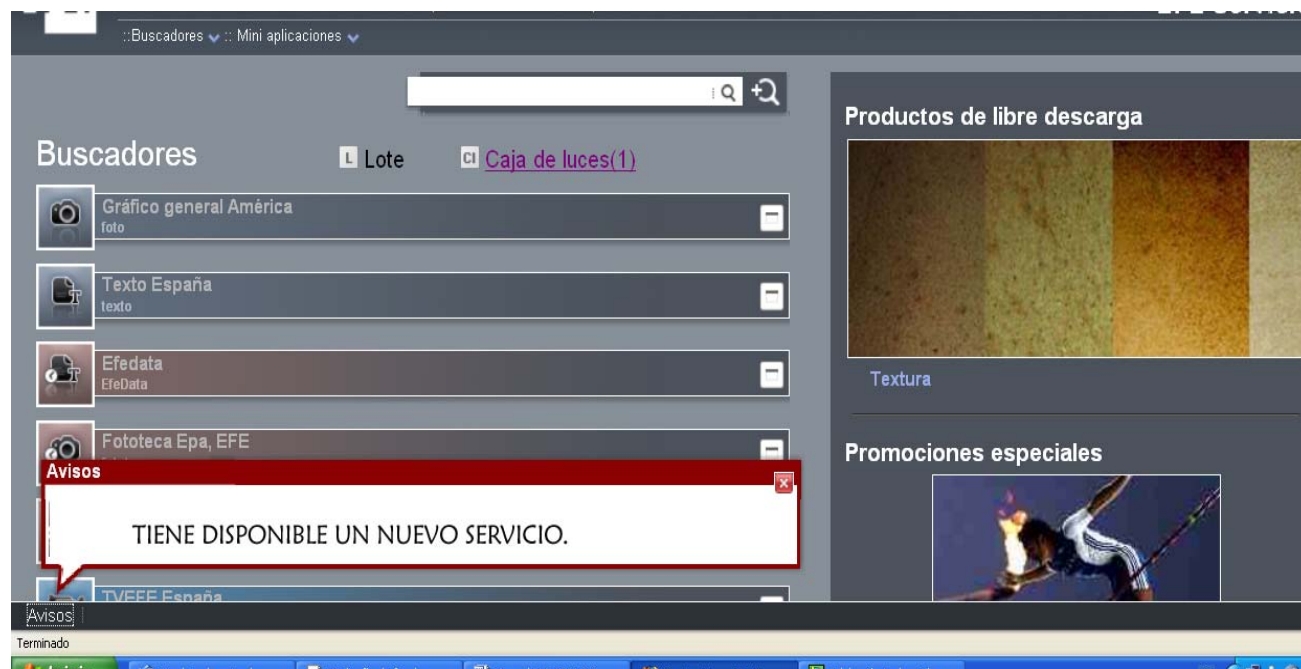 ::Buscadores :: Mini aplicaciones
Buscadores
L Lote
Cl Caja de luces(1)
Gráfico general América
foto
Texto España
texto
Efedata
EfeData
Fototeca Epa, EFE
Avisos
TIENE DISPONIBLE UN NUEVO SERVICIO.
TVEFE España
Avisos
Terminado
Productos de libre descarga
Textura
Promociones especiales